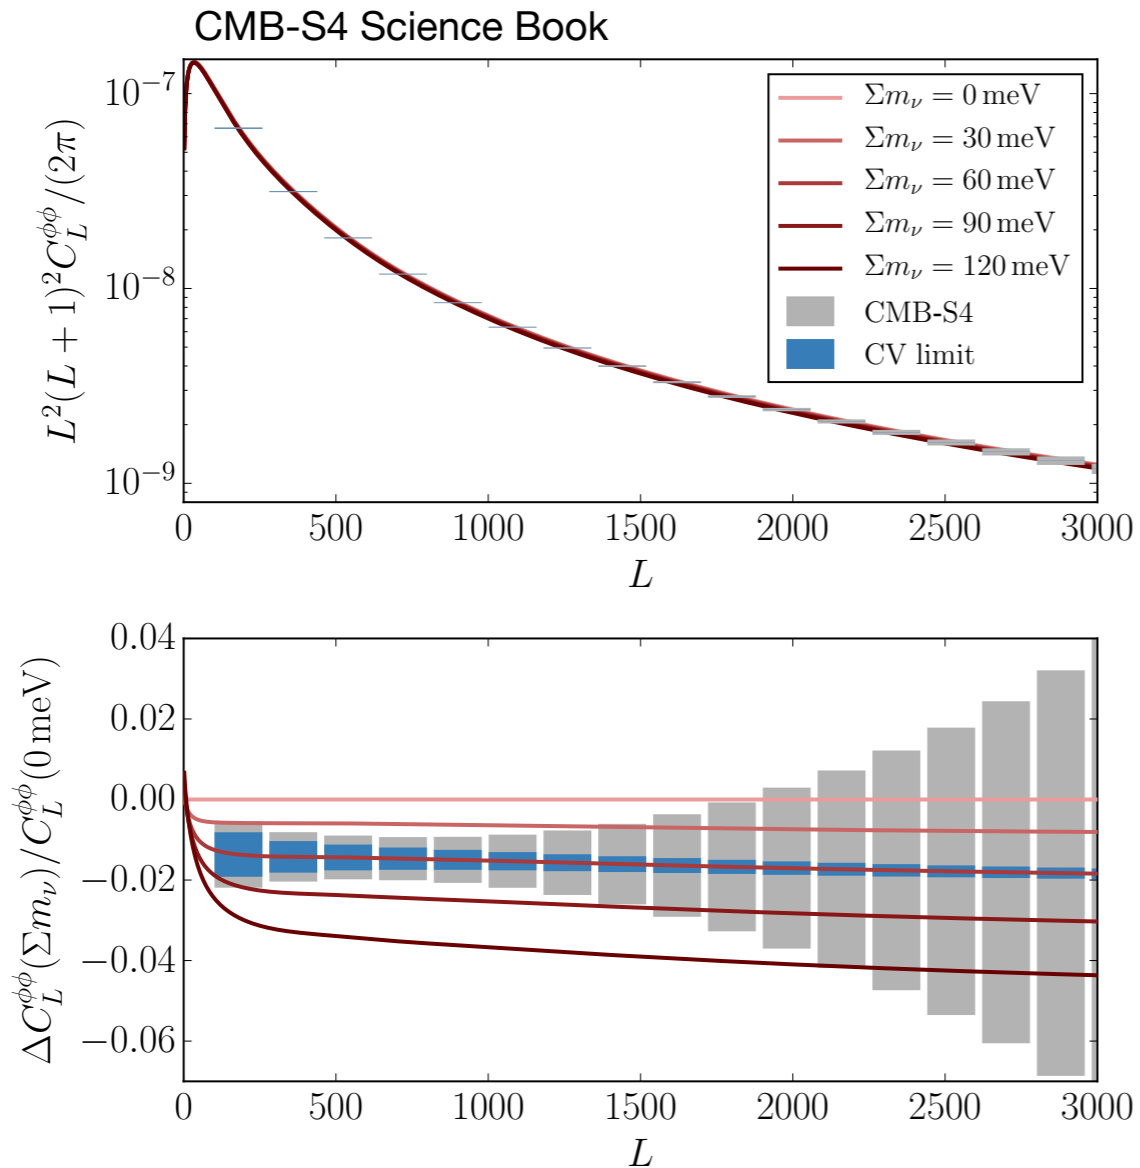 CMB-S4 Science Book
10⁻⁷
10⁻⁸
10⁻⁹
L²(L + 1)²C_L^{ϕϕ}/(2π)
Σm_ν = 0 meV
Σm_ν = 30 meV
Σm_ν = 60 meV
Σm_ν = 90 meV
Σm_ν = 120 meV
CMB-S4
CV limit
0 500 1000 1500 2000 2500 3000
L
0.04
0.02
0.00
−0.02
−0.04
−0.06
ΔC_L^{ϕϕ}(Σm_ν)/C_L^{ϕϕ}(0 meV)
0 500 1000 1500 2000 2500 3000
L